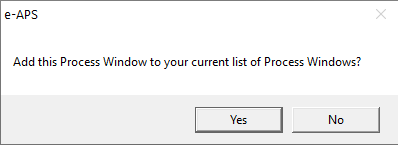 e-APS
Add this Process Window to your current list of Process Windows?
Yes
No